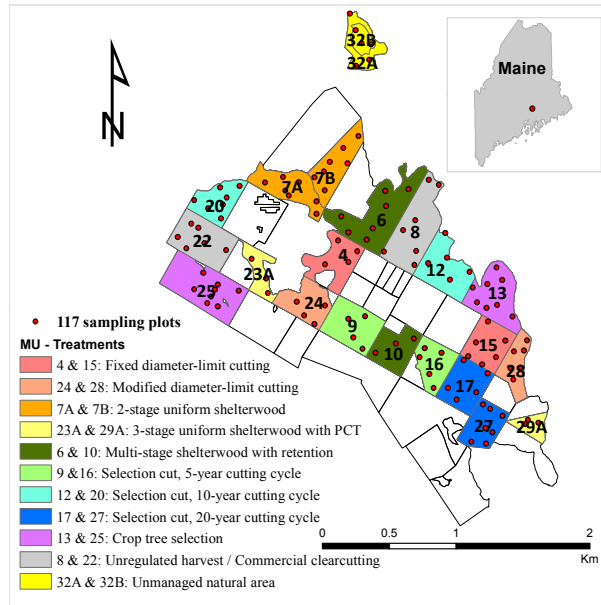 32B
32A
Maine
N
7A
7B
20
6
8
22
4
12
23A
25
13
24
9
15
10
16
28
17
27
29A
117 sampling plots
MU - Treatments
4 & 15: Fixed diameter-limit cutting
24 & 28: Modified diameter-limit cutting
7A & 7B: 2-stage uniform shelterwood
23A & 29A: 3-stage uniform shelterwood with PCT
6 & 10: Multi-stage shelterwood with retention
9 &16: Selection cut, 5-year cutting cycle
12 & 20: Selection cut, 10-year cutting cycle
17 & 27: Selection cut, 20-year cutting cycle
13 & 25: Crop tree selection
8 & 22: Unregulated harvest / Commercial clearcutting
32A & 32B: Unmanaged natural area
0 0.5 1 2
Km